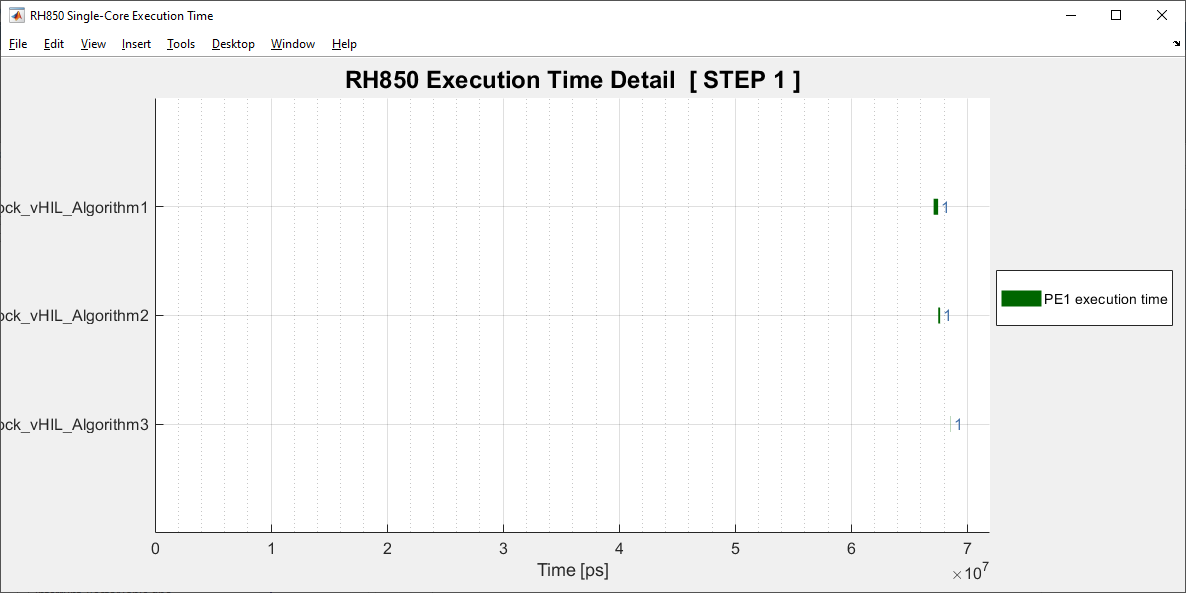 RH850 Single-Core Execution Time
File Edit View Insert Tools Desktop Window Help
RH850 Execution Time Detail [ STEP 1 ]
ock_vHIL_Algorithm1
1
ock_vHIL_Algorithm2
1
PE1 execution time
ock_vHIL_Algorithm3
1
0 1 2 3 4 5 6 7
Time [ps]
×10⁷